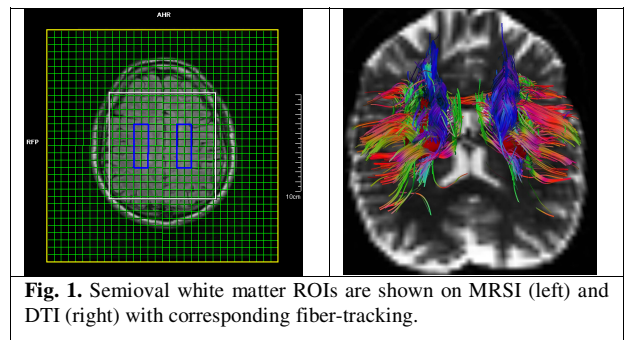 AHR
RFP
10cm
Fig. 1. Semioval white matter ROIs are shown on MRSI (left) and
DTI (right) with corresponding fiber-tracking.